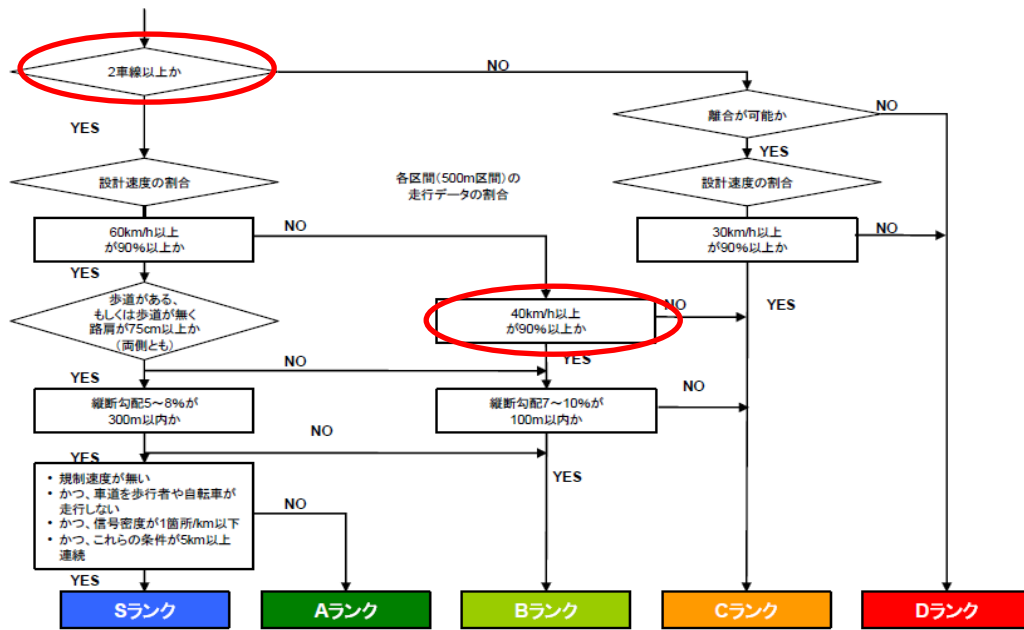 2車線以上か
NO
YES
離合が可能か
NO
YES
設計速度の割合
各区間(500m区間)の
走行データの割合
設計速度の割合
60km/h以上
が90%以上か
NO
30km/h以上
が90%以上か
NO
YES
歩道がある、
もしくは歩道が無く
路肩が75cm以上か
(両側とも)
40km/h以上
が90%以上か
NO
YES
NO
YES
YES
縦断勾配5~8%が
300m以内か
縦断勾配7~10%が
100m以内か
NO
NO
YES
YES
・ 規制速度が無い
・ かつ、車道を歩行者や自転車が
走行しない
・ かつ、信号密度が1箇所/km以下
・ かつ、これらの条件が5km以上
連続
NO
YES
Sランク
Aランク
Bランク
Cランク
Dランク